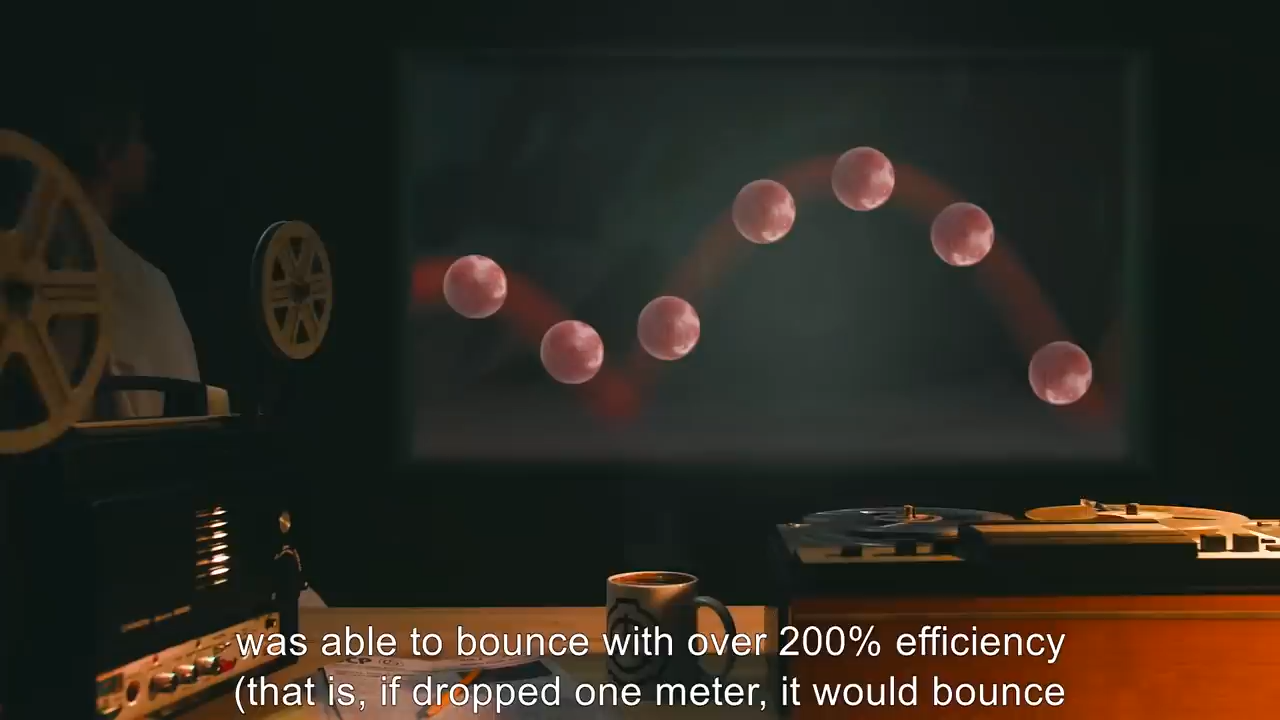 was able to bounce with over 200% efficiency
(that is, if dropped one meter, it would bounce